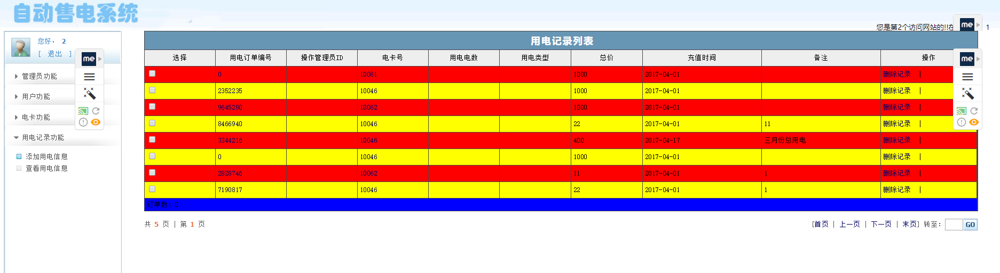 自动售电系统
您是第2个访问网站的!!在
1
您好， 2
[ 退出 ]
me
管理员功能
用户功能
电卡功能
用电记录功能
添加用电信息
查看用电信息
用电记录列表
选择 用电订单编号 操作管理员ID 电卡号 用电电数 用电类型 总价 充值时间 备注 操作
0 10061 1000 2017-04-01 删除记录 |
2352235 10046 1000 2017-04-01 删除记录 |
9645280 10062 1000 2017-04-01 删除记录 |
8466940 10046 22 2017-04-01 11 删除记录 |
3344216 10046 400 2017-04-17 三月份总用电 删除记录 |
0 10046 1000 2017-04-01 删除记录 |
2828746 10062 11 2017-04-01 1 删除记录 |
7190817 10046 22 2017-04-01 1 删除记录 |
订单数：0
共 5 页 | 第 1 页
[首页 | 上一页 | 下一页 | 末页] 转至： GO
me
me